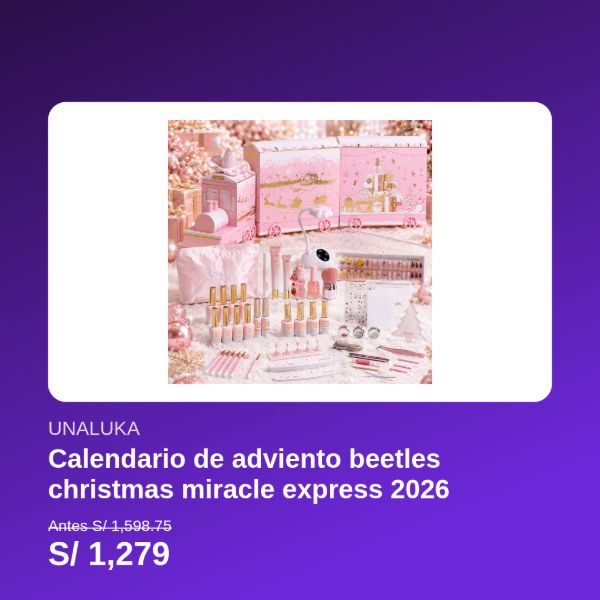 UNALUKA
Calendario de adviento beetles
christmas miracle express 2026
Antes S/ 1,598.75
S/ 1,279